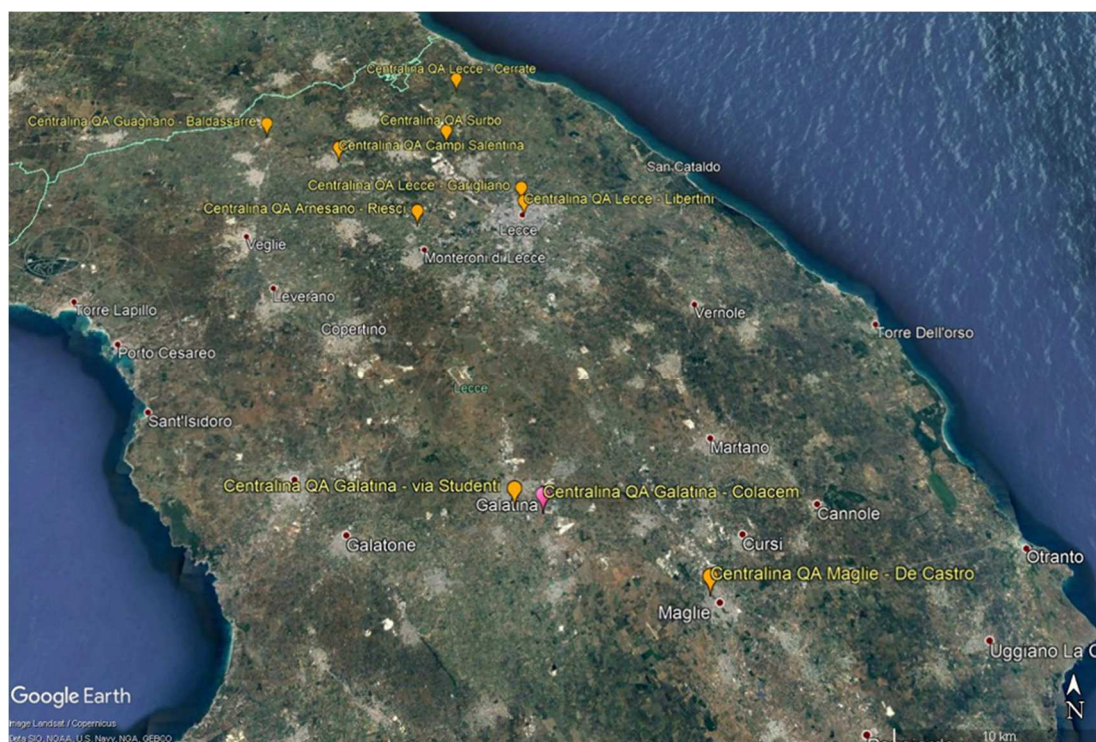 Centralina QA Lecce - Cerrate
Centralina QA Guagnano - Baldassarre
Centralina QA Surbo
Centralina QA Campi Salentina
San Cataldo
Centralina QA Lecce - Garigliano
Centralina QA Lecce - Libertini
Centralina QA Arnesano - Riesci
Lecce
Veglie
Monteroni di Lecce
Leverano
Torre Lapillo
Vernole
Copertino
Torre Dell'orso
Porto Cesareo
Lecce
Sant'Isidoro
Martano
Centralina QA Galatina - via Studenti
Centralina QA Galatina - Colacem
Galatina
Cannole
Galatone
Cursi
Otranto
Centralina QA Maglie - De Castro
Maglie
Uggiano La
Google Earth
N
Image Landsat / Copernicus
Data SIO, NOAA, U.S. Navy, NGA, GEBCO
10 km